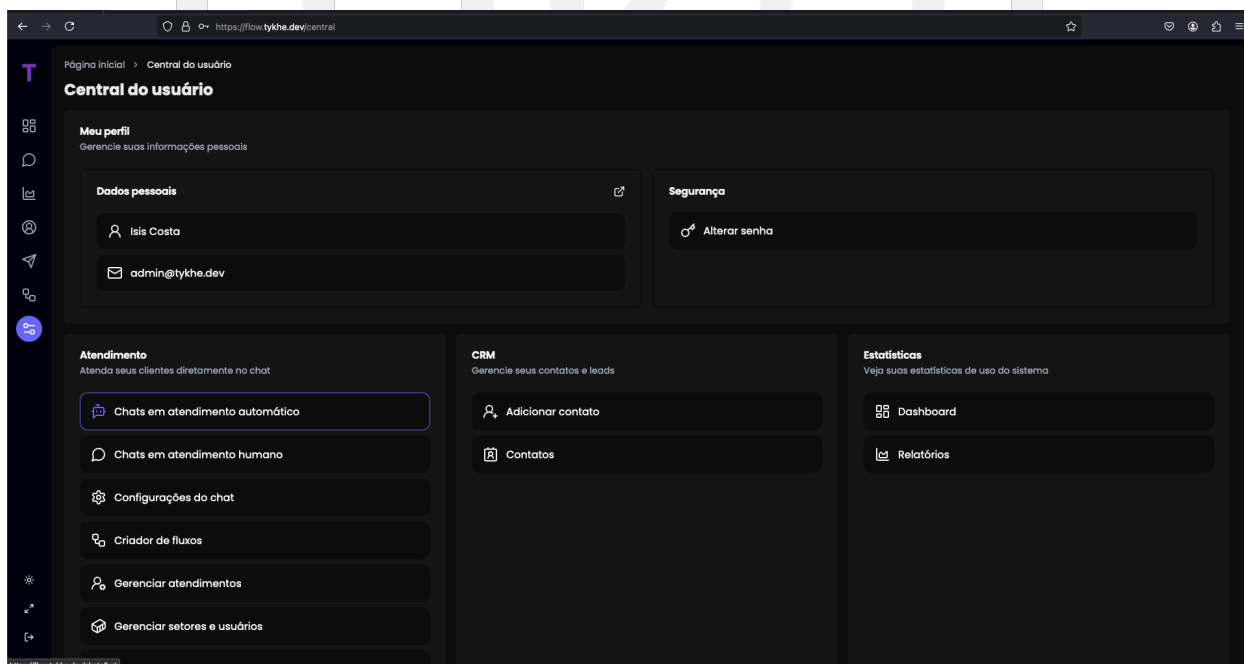 https://flow.tykhe.dev/central
T
Página inicial > Central do usuário
Central do usuário
Meu perfil
Gerencie suas informações pessoais
Dados pessoais
Isis Costa
admin@tykhe.dev
Segurança
Alterar senha
Atendimento
Atenda seus clientes diretamente no chat
Chats em atendimento automático
Chats em atendimento humano
Configurações do chat
Criador de fluxos
Gerenciar atendimentos
Gerenciar setores e usuários
CRM
Gerencie seus contatos e leads
Adicionar contato
Contatos
Estatísticas
Veja suas estatísticas de uso do sistema
Dashboard
Relatórios